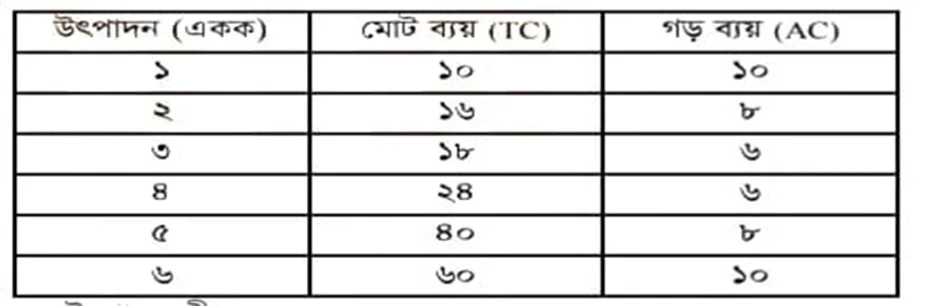 উৎপাদন (একক) মোট ব্যয় (TC) গড় ব্যয় (AC)
১ ১০ ১০
২ ১৬ ৮
৩ ১৮ ৬
৪ ২৪ ৬
৫ ৪০ ৮
৬ ৬০ ১০